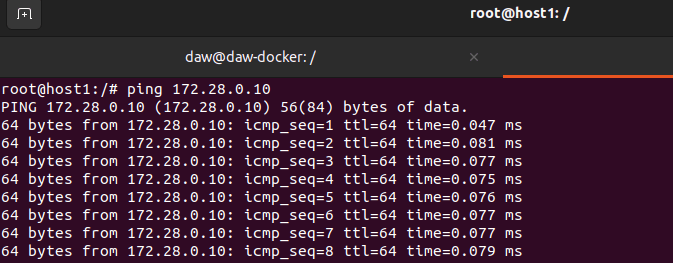 root@host1: /
daw@daw-docker: /
root@host1:/# ping 172.28.0.10
PING 172.28.0.10 (172.28.0.10) 56(84) bytes of data.
64 bytes from 172.28.0.10: icmp_seq=1 ttl=64 time=0.047 ms
64 bytes from 172.28.0.10: icmp_seq=2 ttl=64 time=0.081 ms
64 bytes from 172.28.0.10: icmp_seq=3 ttl=64 time=0.077 ms
64 bytes from 172.28.0.10: icmp_seq=4 ttl=64 time=0.075 ms
64 bytes from 172.28.0.10: icmp_seq=5 ttl=64 time=0.076 ms
64 bytes from 172.28.0.10: icmp_seq=6 ttl=64 time=0.077 ms
64 bytes from 172.28.0.10: icmp_seq=7 ttl=64 time=0.077 ms
64 bytes from 172.28.0.10: icmp_seq=8 ttl=64 time=0.079 ms